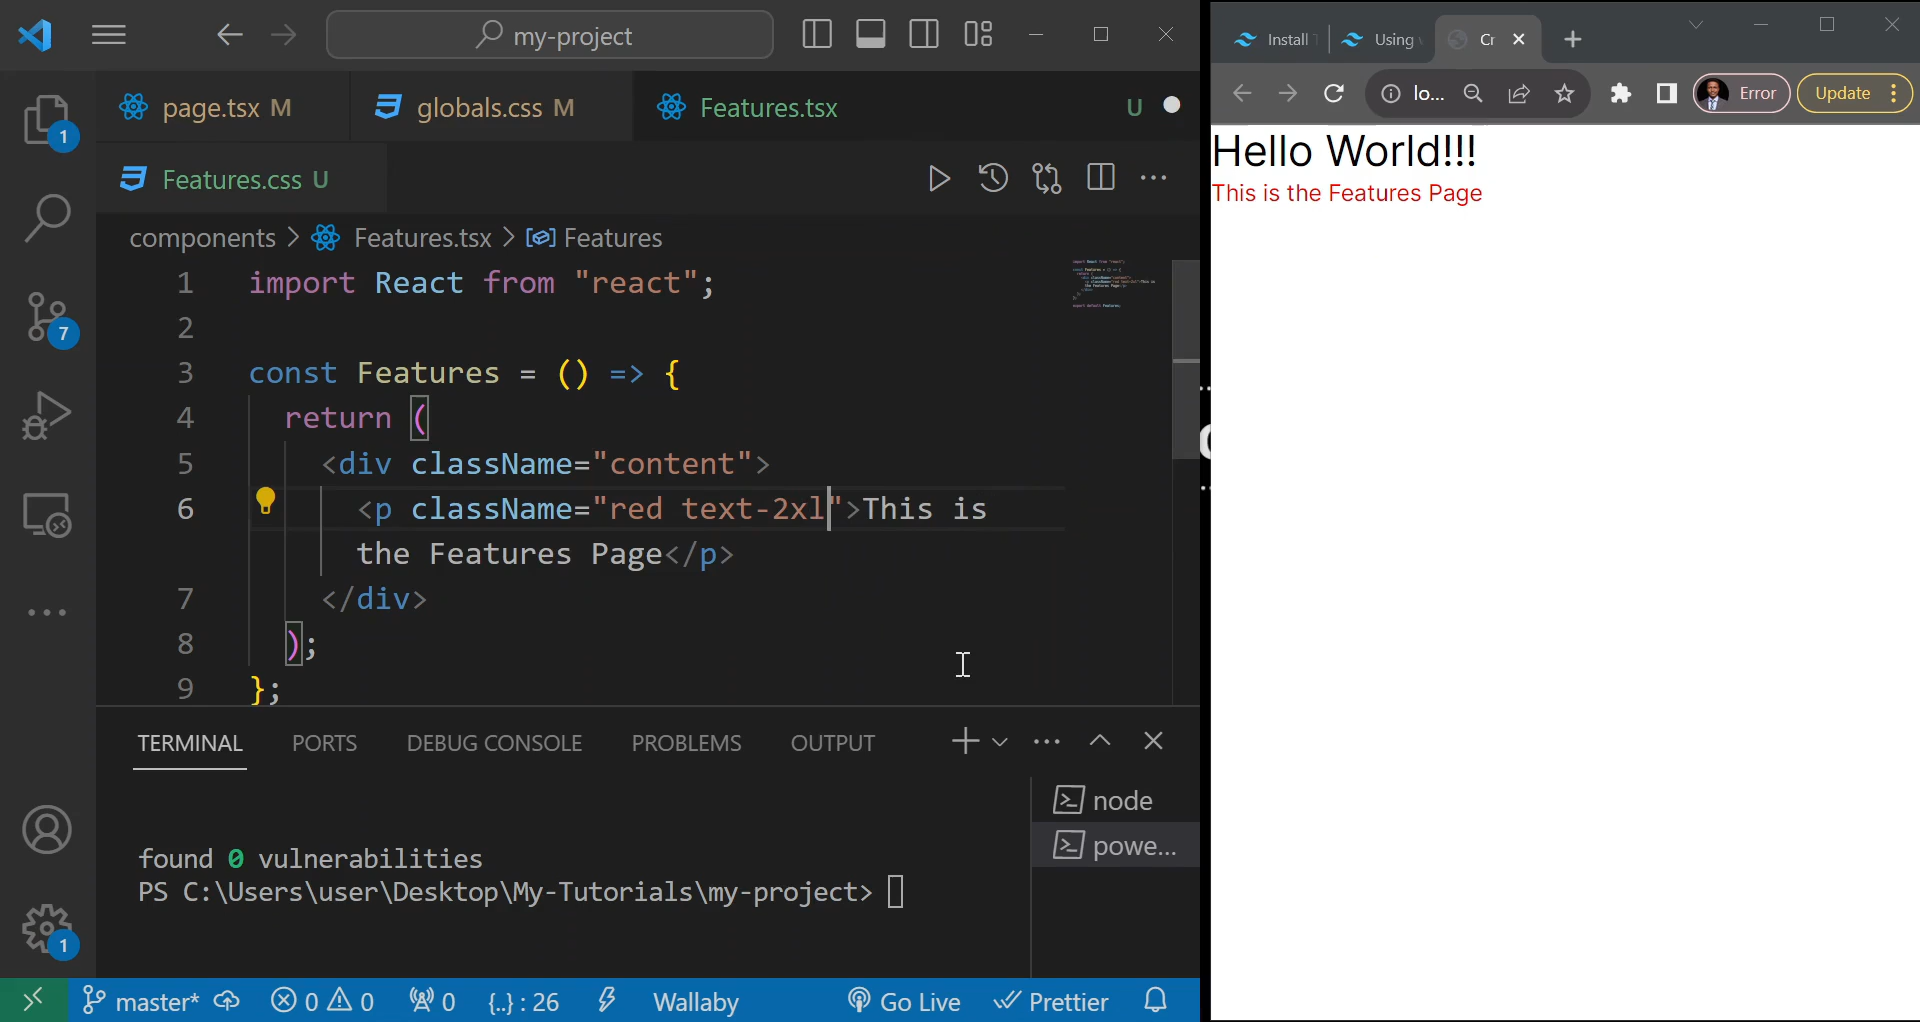 my-project
page.tsx M
globals.css M
Features.tsx U
Features.css U
components > Features.tsx > Features
1 import React from "react";
2
3 const Features = () => {
4 return (
5 <div className="content">
6 <p className="red text-2xl">This is
the Features Page</p>
7 </div>
8 );
9 };
TERMINAL PORTS DEBUG CONSOLE PROBLEMS OUTPUT
node
powe...
found 0 vulnerabilities
PS C:\Users\user\Desktop\My-Tutorials\my-project>
1
7
1
master* 0 0 0 {..} : 26 Wallaby Go Live Prettier
Install
Using
Cr
lo...
Error
Update
Hello World!!!
This is the Features Page